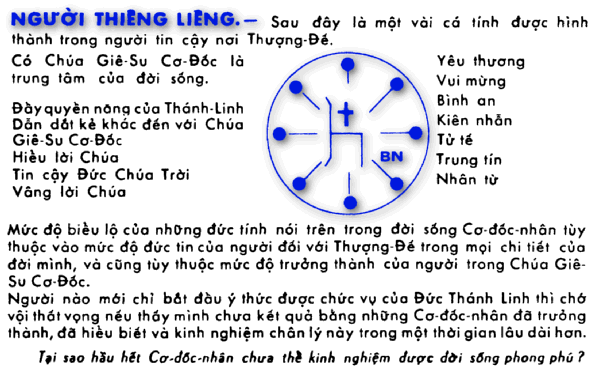 NGƯỜI THIÊNG LIÊNG.— Sau đây là một vài cá tính được hình
thành trong người tin cậy nơi Thượng-Đế.
Có Chúa Giê-Su Cơ-Đốc là
trung tâm của đời sống.
Đầy quyền năng của Thánh-Linh
Dẫn dắt kẻ khác đến với Chúa
Giê-Su Cơ-Đốc
Hiểu lời Chúa
Tin cậy Đức Chúa Trời
Vâng lời Chúa
BN
Yêu thương
Vui mừng
Bình an
Kiên nhẫn
Tử tế
Trung tín
Nhân từ
Mức độ biểu lộ của những đức tính nói trên trong đời sống Cơ-đốc-nhân tùy
thuộc vào mức độ đức tin của người đối với Thượng-Đế trong mọi chi tiết của
đời mình, và cũng tùy thuộc mức độ trưởng thành của người trong Chúa Giê-
Su Cơ-Đốc.
Người nào mới chỉ bắt đầu ý thức được chức vụ của Đức Thánh Linh thì chớ
vội thất vọng nếu thấy mình chưa kết quả bằng những Cơ-đốc-nhân đã trưởng
thành, đã hiểu biết và kinh nghiệm chân lý này trong một thời gian lâu dài hơn.
Tại sao hầu hết Cơ-đốc-nhân chưa thể kinh nghiệm được đời sống phong phú ?